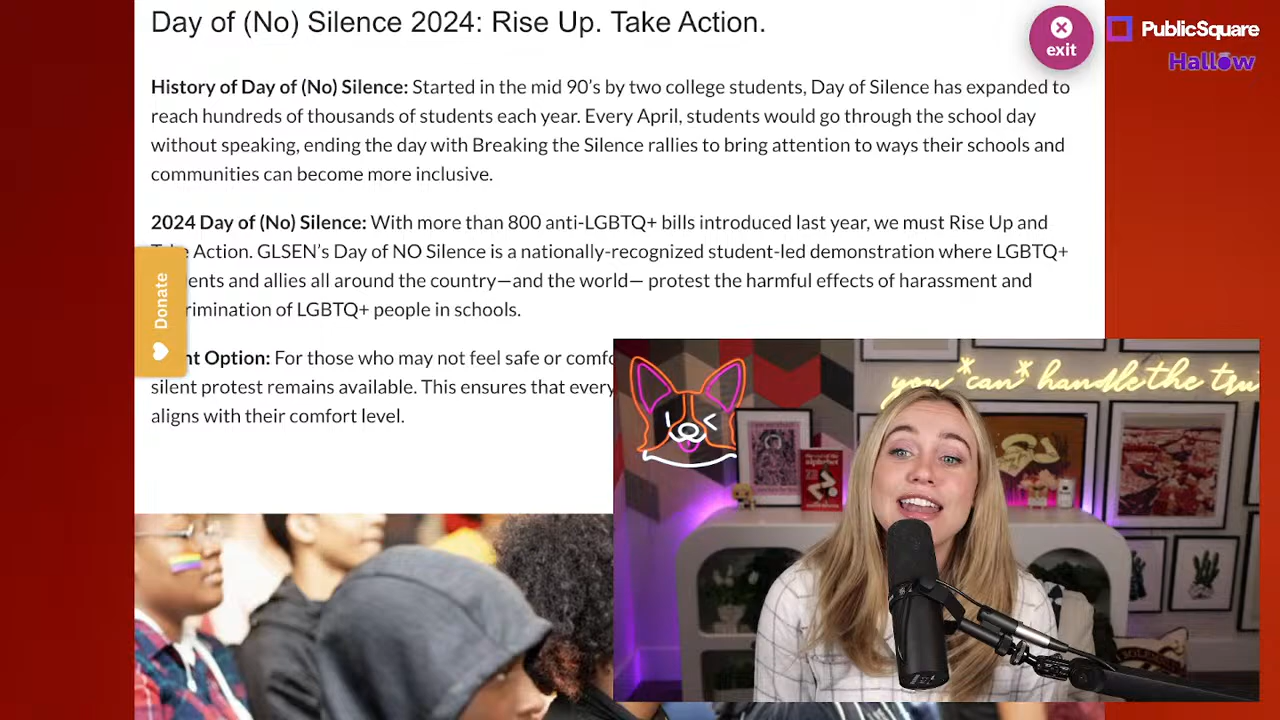 Day of (No) Silence 2024: Rise Up. Take Action.
exit
PublicSquare
Hallow
History of Day of (No) Silence: Started in the mid 90’s by two college students, Day of Silence has expanded to
reach hundreds of thousands of students each year. Every April, students would go through the school day
without speaking, ending the day with Breaking the Silence rallies to bring attention to ways their schools and
communities can become more inclusive.
2024 Day of (No) Silence: With more than 800 anti-LGBTQ+ bills introduced last year, we must Rise Up and
Action. GLSEN’s Day of NO Silence is a nationally-recognized student-led demonstration where LGBTQ+
ents and allies all around the country—and the world— protest the harmful effects of harassment and
rimination of LGBTQ+ people in schools.
Donate
nt Option: For those who may not feel safe or comfo
silent protest remains available. This ensures that every
aligns with their comfort level.
you *can* handle the tru